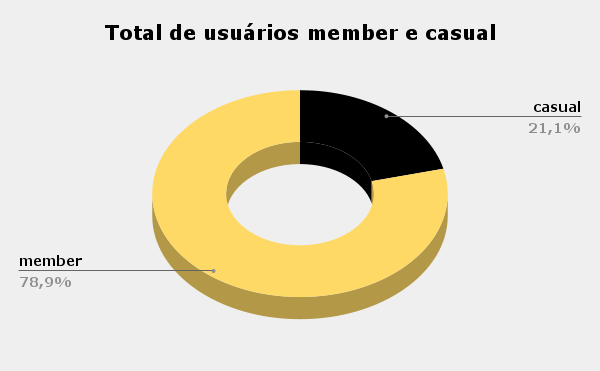 Total de usuários member e casual
casual
21,1%
member
78,9%